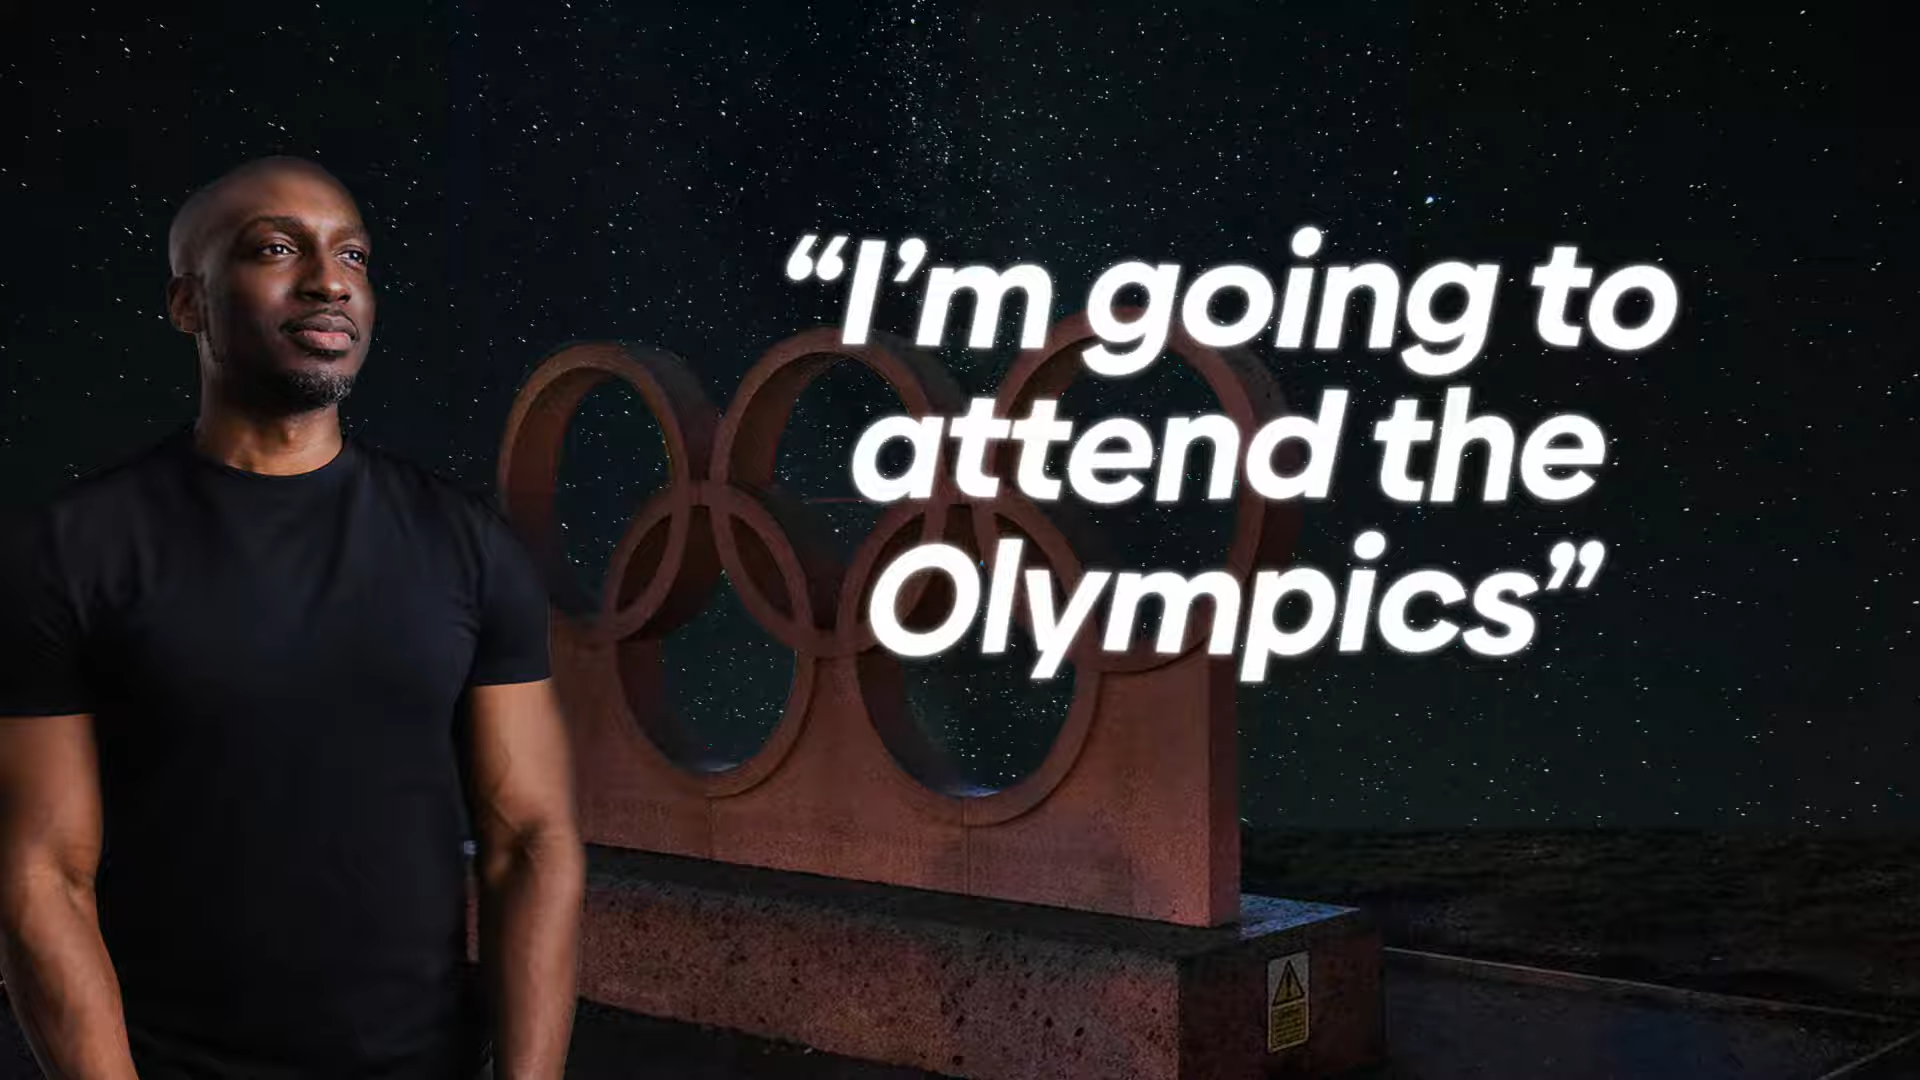 “I’m going to
attend the
Olympics”